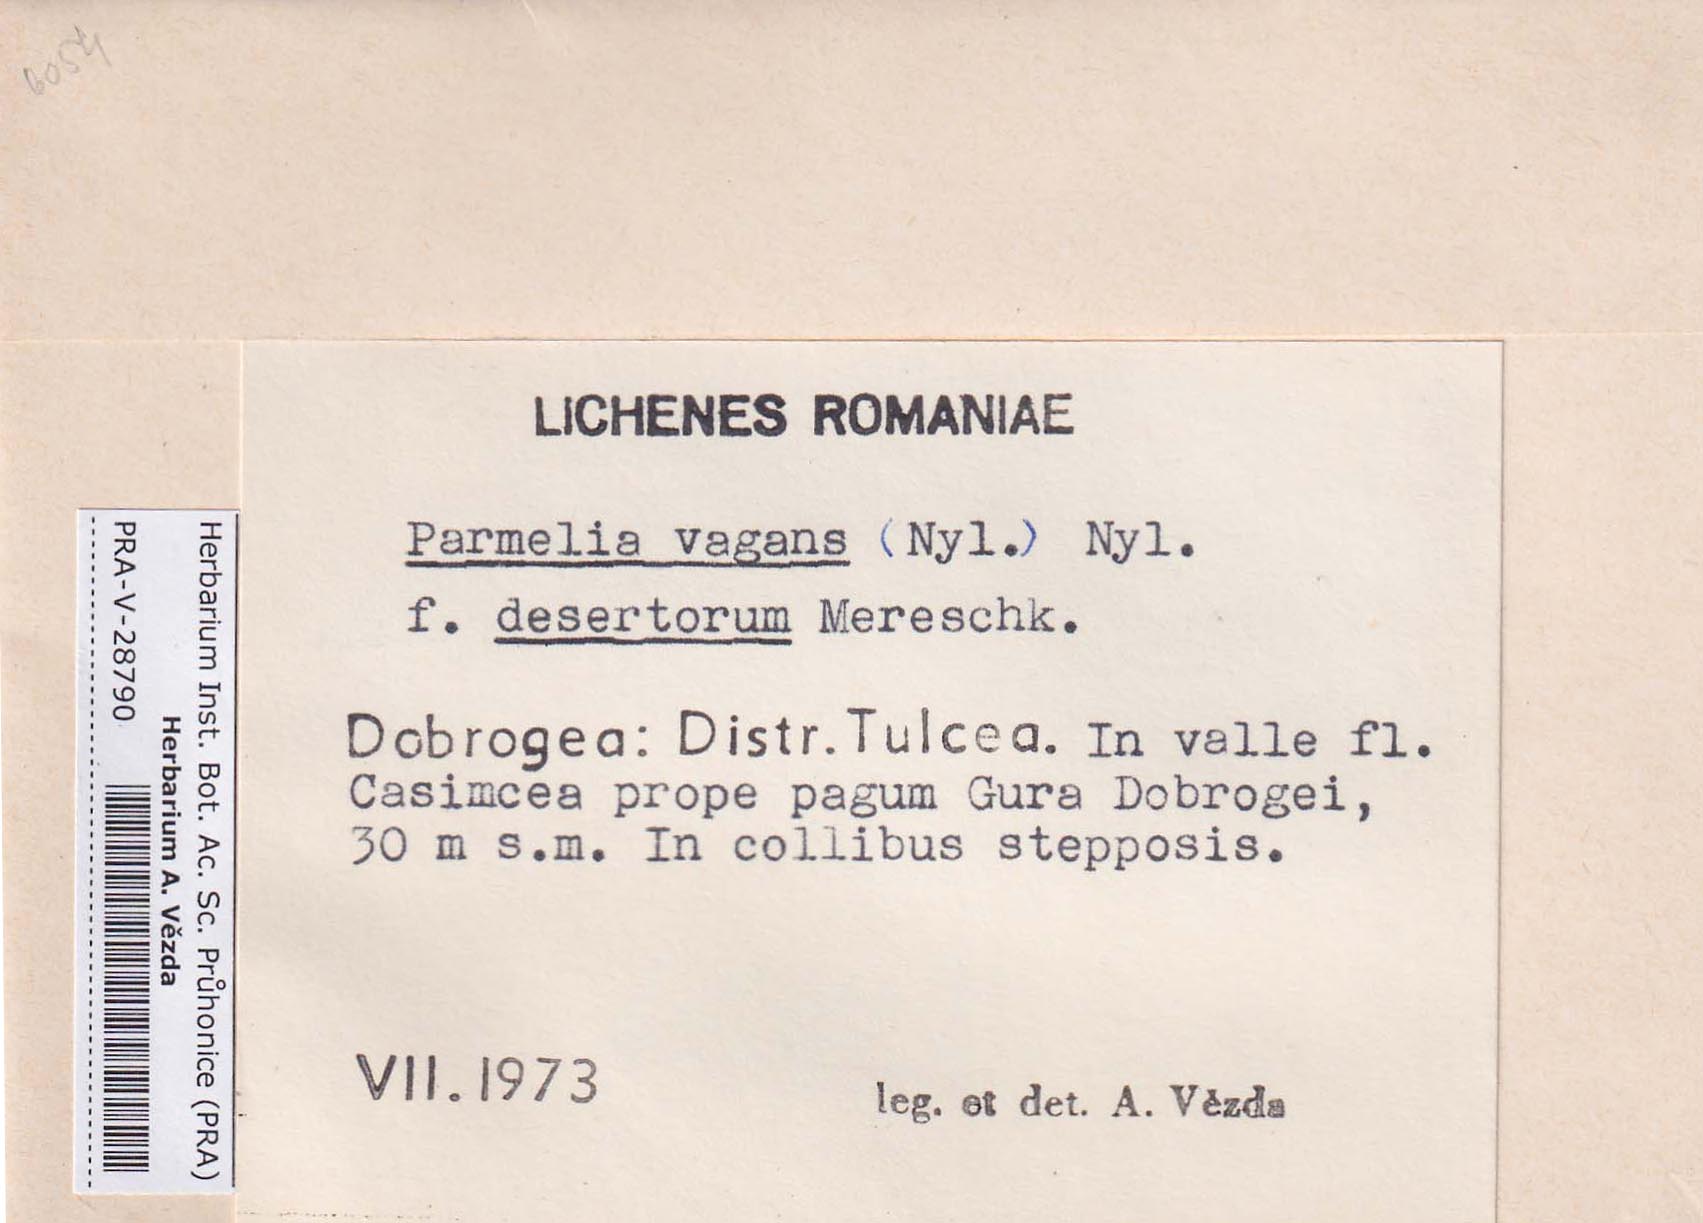 6054
LICHENES ROMANIAE
Parmelia vagans (Nyl.) Nyl.
f. desertorum Mereschk.
Dobrogea: Distr. Tulcea. In valle fl.
Casimcea prope pagum Gura Dobrogei,
30 m s.m. In collibus stepposis.
VII. 1973
leg. et det. A. Vězda
Herbarium Inst. Bot. Ac. Sc. Průhonice (PRA)
Herbarium A. Vězda
PRA-V-28790